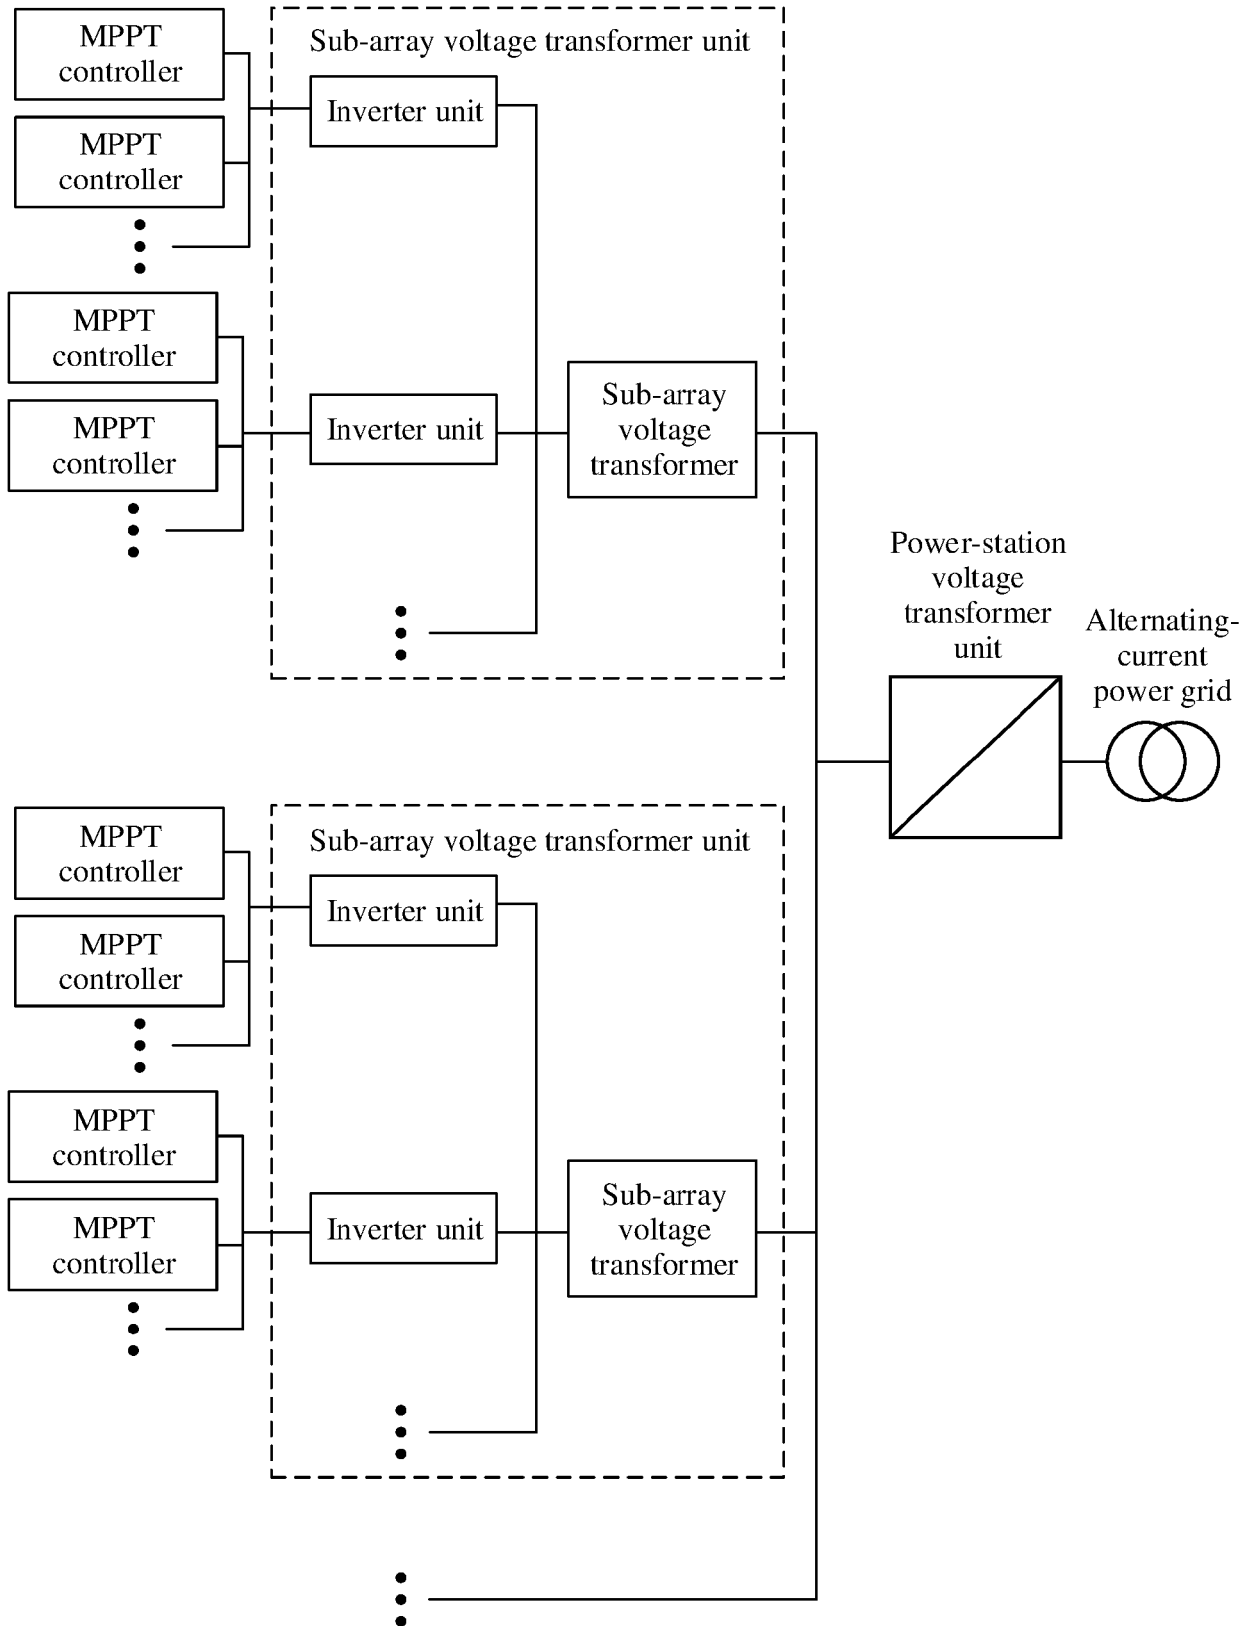 MPPT
controller
MPPT
controller
MPPT
controller
MPPT
controller
Sub-array voltage transformer unit
Inverter unit
Inverter unit
Sub-array
voltage
transformer
Power-station
voltage
transformer
unit
Alternating-
current
power grid
MPPT
controller
MPPT
controller
MPPT
controller
MPPT
controller
Sub-array voltage transformer unit
Inverter unit
Inverter unit
Sub-array
voltage
transformer